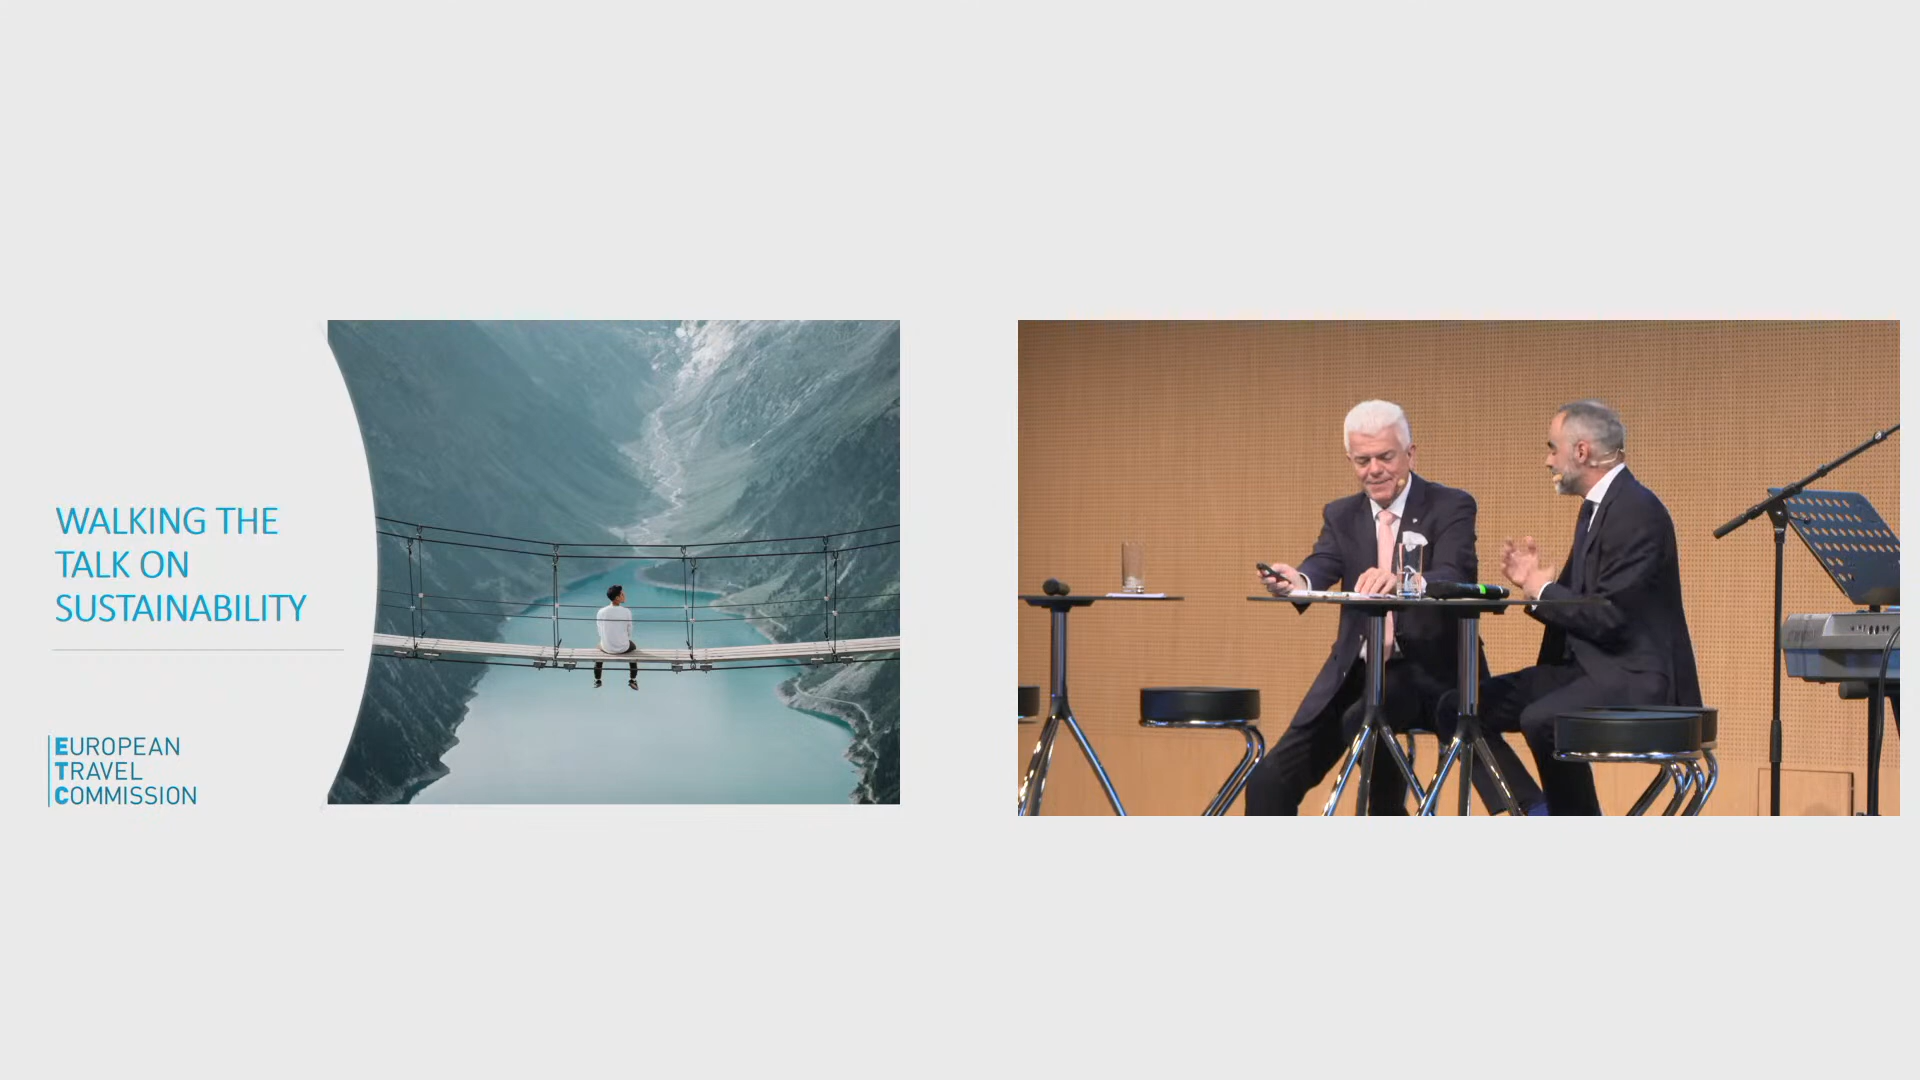 WALKING THE
TALK ON
SUSTAINABILITY
EUROPEAN
TRAVEL
COMMISSION